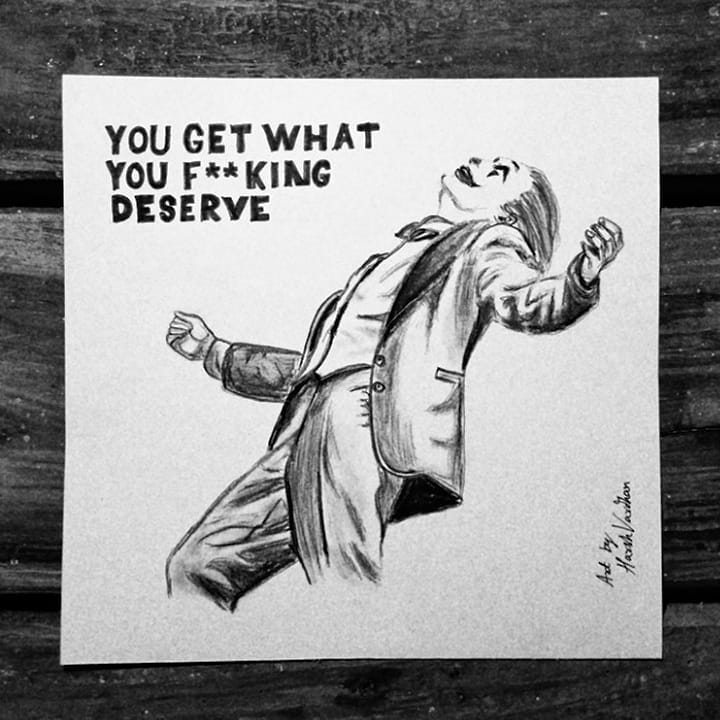 YOU GET WHAT
YOU F**KING
DESERVE
Art by
Harsh Vardhan